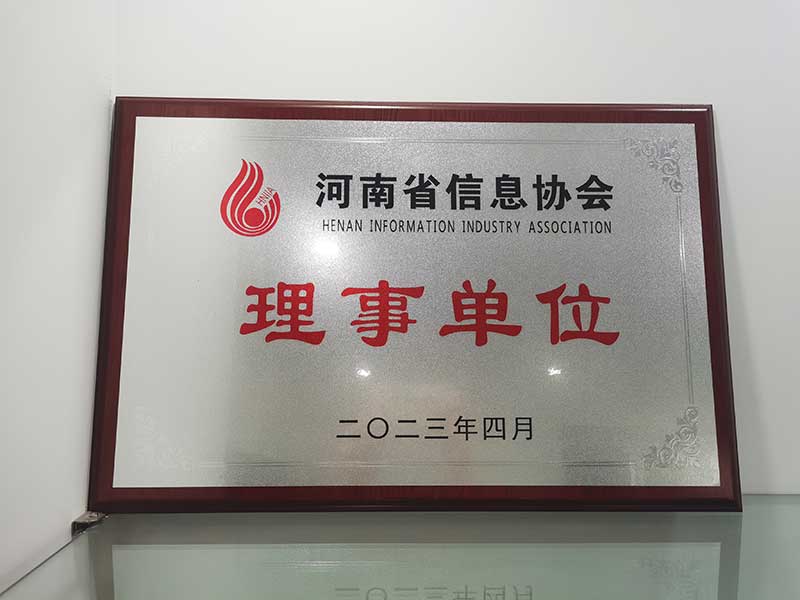 HNIIA
河南省信息协会
HENAN INFORMATION INDUSTRY ASSOCIATION
理事单位
二〇二三年四月